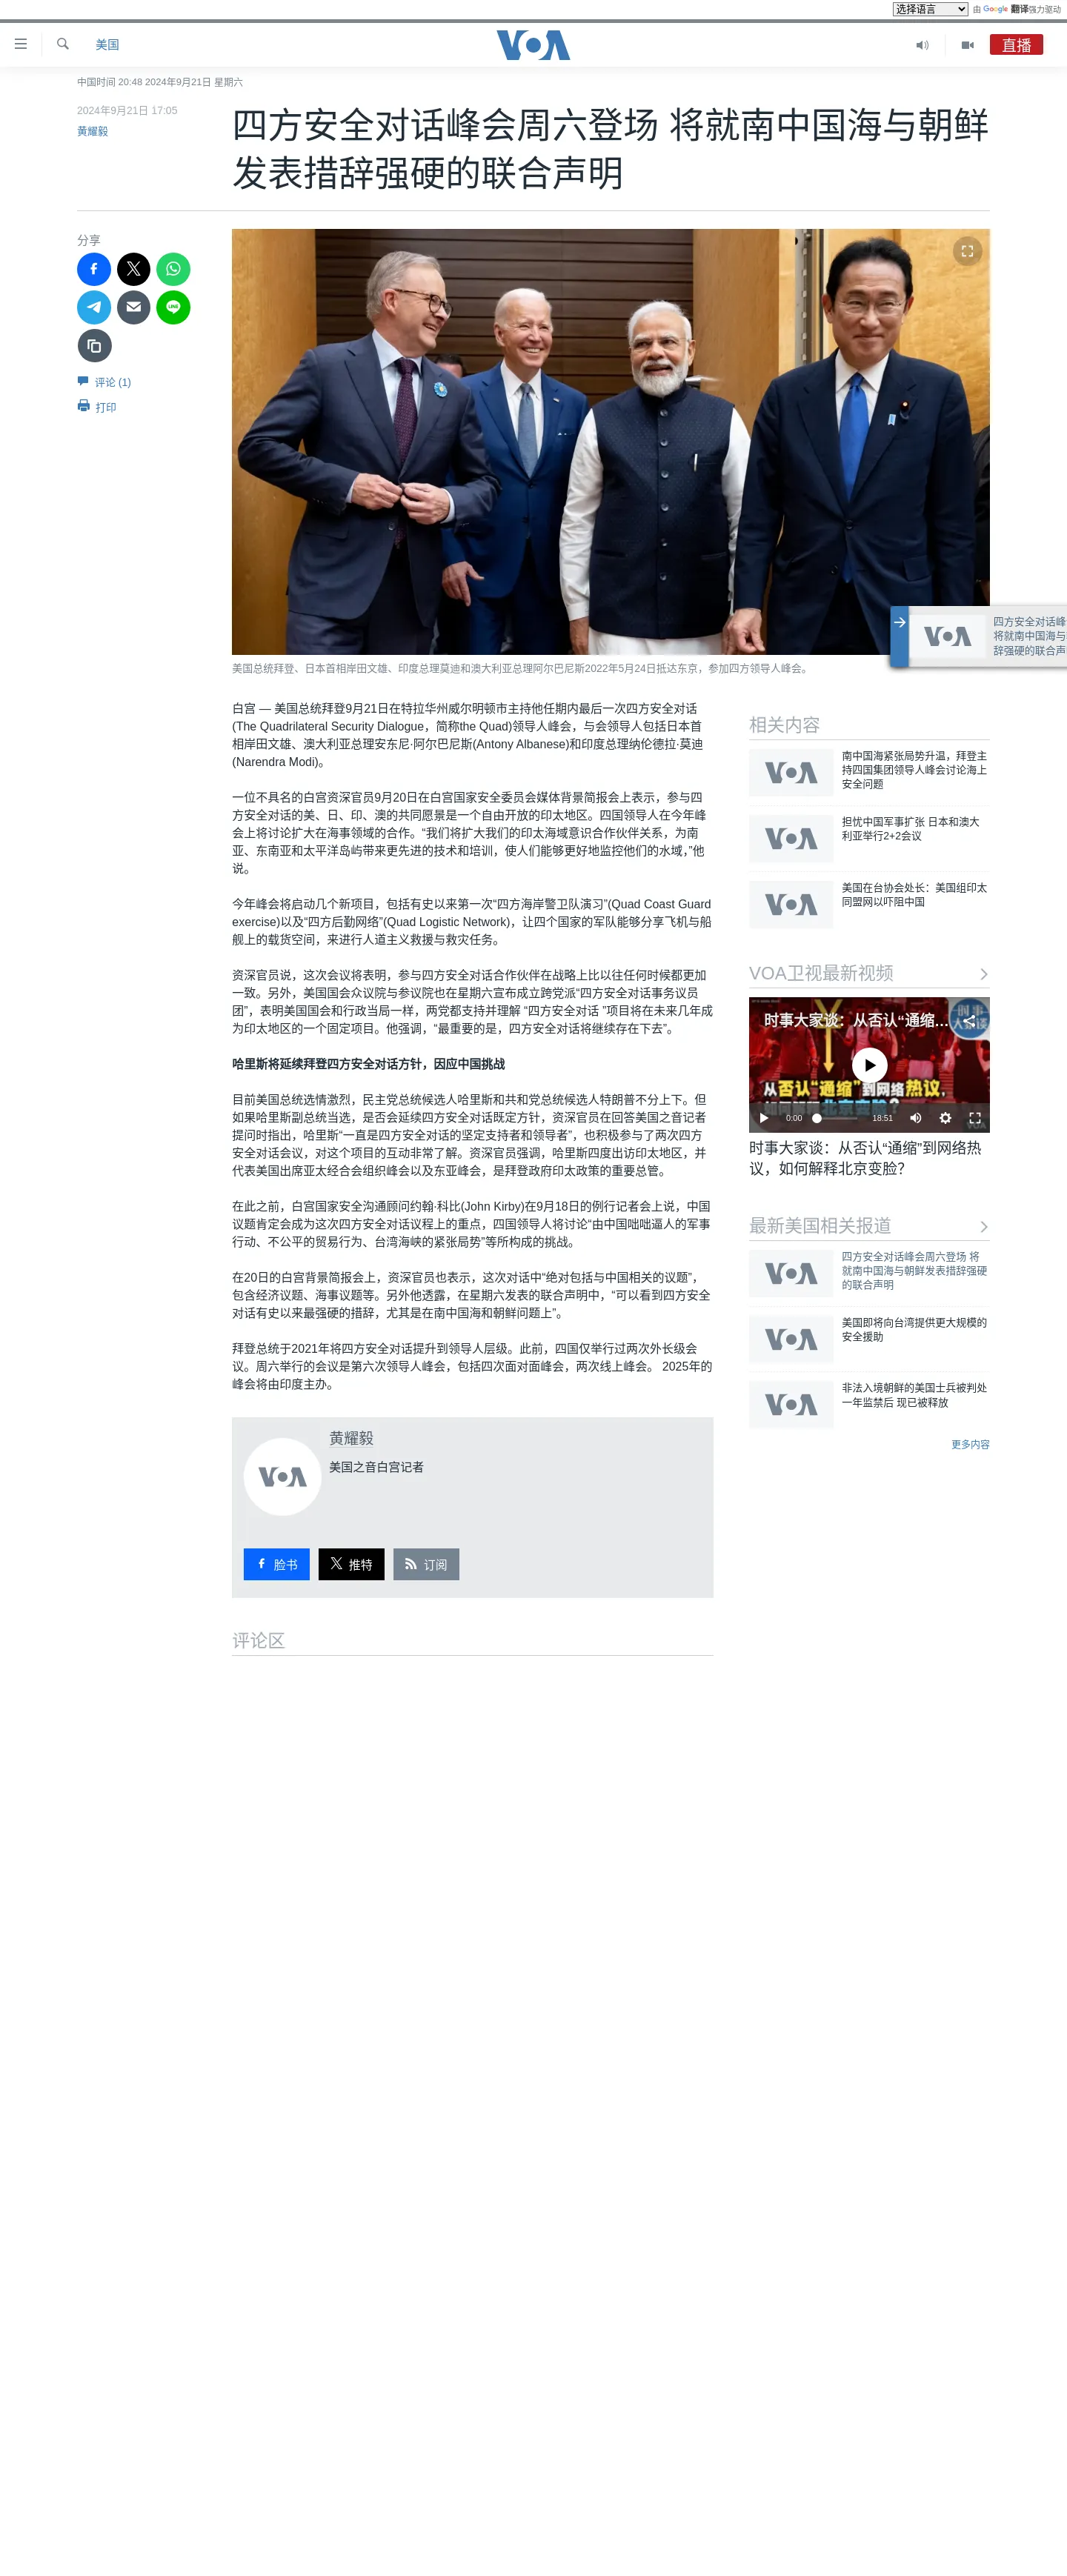 选择语言
由 Google 翻译强力驱动
美国
VOA
直播
中国时间 20:48 2024年9月21日 星期六
2024年9月21日 17:05
黄耀毅
四方安全对话峰会周六登场 将就南中国海与朝鲜
发表措辞强硬的联合声明
分享
评论 (1)
打印
VOA
四方安全对话峰
将就南中国海与
辞强硬的联合声
美国总统拜登、日本首相岸田文雄、印度总理莫迪和澳大利亚总理阿尔巴尼斯2022年5月24日抵达东京，参加四方领导人峰会。
白宫 — 美国总统拜登9月21日在特拉华州威尔明顿市主持他任期内最后一次四方安全对话
(The Quadrilateral Security Dialogue，简称the Quad)领导人峰会，与会领导人包括日本首
相岸田文雄、澳大利亚总理安东尼·阿尔巴尼斯(Antony Albanese)和印度总理纳伦德拉·莫迪
(Narendra Modi)。
一位不具名的白宫资深官员9月20日在白宫国家安全委员会媒体背景简报会上表示，参与四
方安全对话的美、日、印、澳的共同愿景是一个自由开放的印太地区。四国领导人在今年峰
会上将讨论扩大在海事领域的合作。“我们将扩大我们的印太海域意识合作伙伴关系，为南
亚、东南亚和太平洋岛屿带来更先进的技术和培训，使人们能够更好地监控他们的水域，”他
说。
今年峰会将启动几个新项目，包括有史以来第一次“四方海岸警卫队演习”(Quad Coast Guard
exercise)以及“四方后勤网络”(Quad Logistic Network)，让四个国家的军队能够分享飞机与船
舰上的载货空间，来进行人道主义救援与救灾任务。
资深官员说，这次会议将表明，参与四方安全对话合作伙伴在战略上比以往任何时候都更加
一致。另外，美国国会众议院与参议院也在星期六宣布成立跨党派“四方安全对话事务议员
团”，表明美国国会和行政当局一样，两党都支持并理解 “四方安全对话 ”项目将在未来几年成
为印太地区的一个固定项目。他强调，“最重要的是，四方安全对话将继续存在下去”。
哈里斯将延续拜登四方安全对话方针，因应中国挑战
目前美国总统选情激烈，民主党总统候选人哈里斯和共和党总统候选人特朗普不分上下。但
如果哈里斯副总统当选，是否会延续四方安全对话既定方针，资深官员在回答美国之音记者
提问时指出，哈里斯“一直是四方安全对话的坚定支持者和领导者”，也积极参与了两次四方
安全对话会议，对这个项目的互动非常了解。资深官员强调，哈里斯四度出访印太地区，并
代表美国出席亚太经合会组织峰会以及东亚峰会，是拜登政府印太政策的重要总管。
在此之前，白宫国家安全沟通顾问约翰·科比(John Kirby)在9月18日的例行记者会上说，中国
议题肯定会成为这次四方安全对话议程上的重点，四国领导人将讨论“由中国咄咄逼人的军事
行动、不公平的贸易行为、台湾海峡的紧张局势”等所构成的挑战。
在20日的白宫背景简报会上，资深官员也表示，这次对话中“绝对包括与中国相关的议题”，
包含经济议题、海事议题等。另外他透露，在星期六发表的联合声明中，“可以看到四方安全
对话有史以来最强硬的措辞，尤其是在南中国海和朝鲜问题上”。
拜登总统于2021年将四方安全对话提升到领导人层级。此前，四国仅举行过两次外长级会
议。周六举行的会议是第六次领导人峰会，包括四次面对面峰会，两次线上峰会。 2025年的
峰会将由印度主办。
VOA
黄耀毅
美国之音白宫记者
脸书
推特
订阅
评论区
相关内容
VOA
南中国海紧张局势升温，拜登主
持四国集团领导人峰会讨论海上
安全问题
VOA
担忧中国军事扩张 日本和澳大
利亚举行2+2会议
VOA
美国在台协会处长：美国组印太
同盟网以吓阻中国
VOA卫视最新视频
时事大家谈：从否认“通缩...
从否认“通缩”到网络热议，
0:00
18:51
时事大家谈：从否认“通缩”到网络热
议，如何解释北京变脸？
最新美国相关报道
VOA
四方安全对话峰会周六登场 将
就南中国海与朝鲜发表措辞强硬
的联合声明
VOA
美国即将向台湾提供更大规模的
安全援助
VOA
非法入境朝鲜的美国士兵被判处
一年监禁后 现已被释放
更多内容